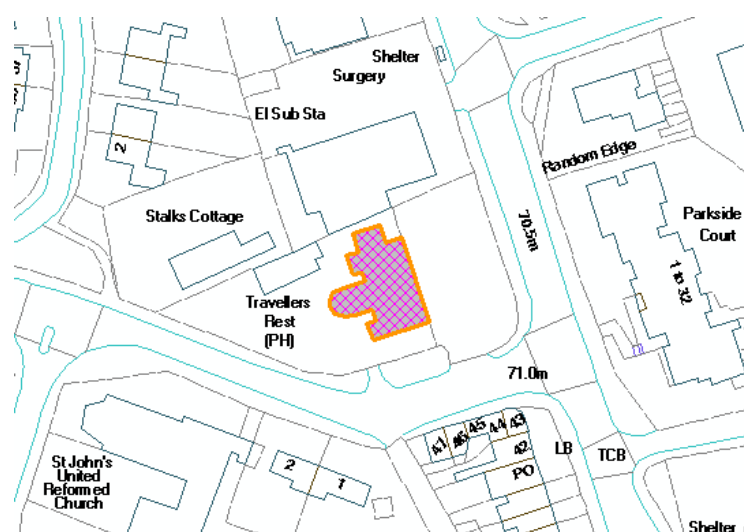 Shelter
Surgery
El Sub Sta
2
Random Edge
Stalks Cottage
70.5m
Parkside
Court
1 to 32
Travellers
Rest
(PH)
71.0m
43
44
45
46
47
42
PO
LB
TCB
St John's
United
Reformed
Church
2
1
Shelter